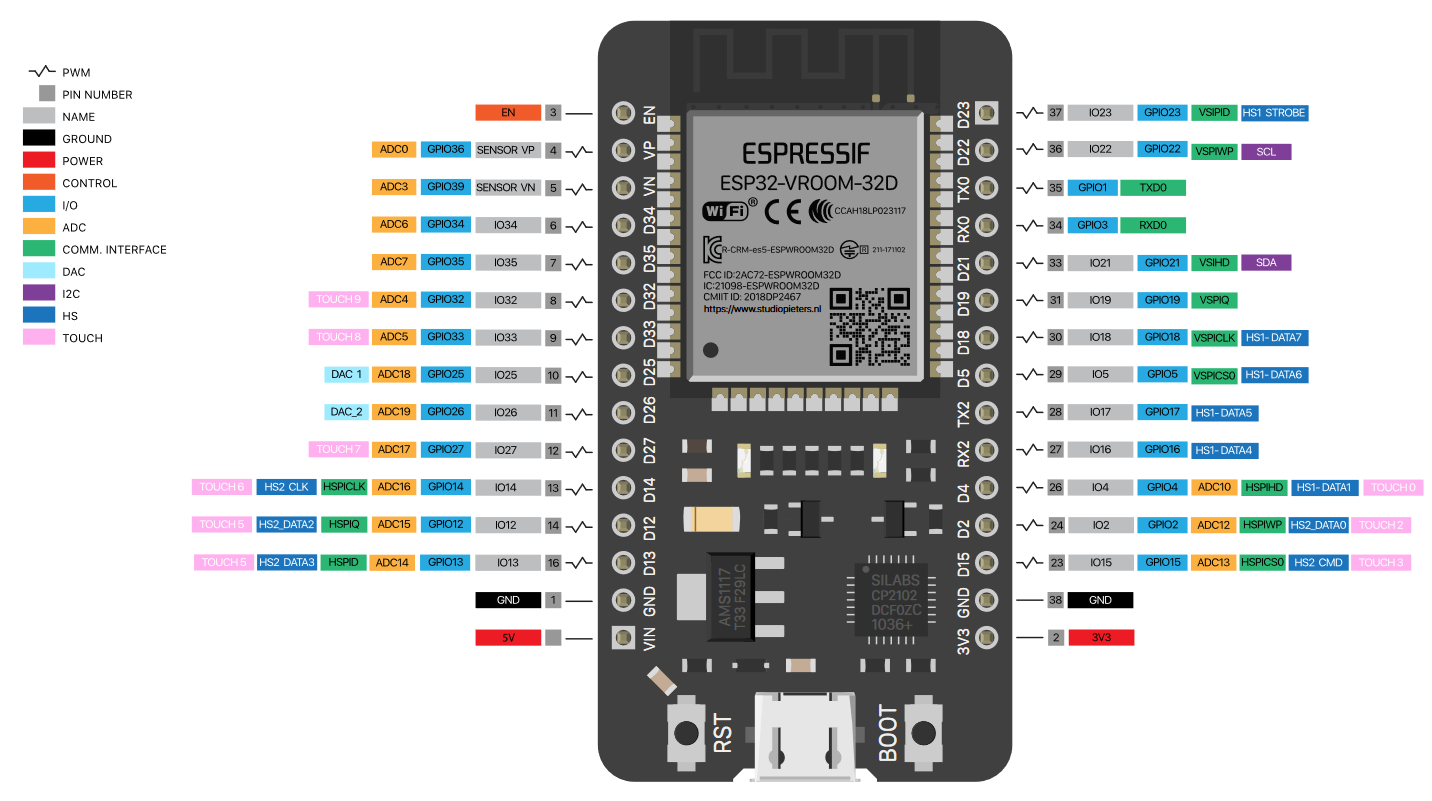 PWM
PIN NUMBER
NAME
GROUND
POWER
CONTROL
I/O
ADC
COMM. INTERFACE
DAC
I2C
HS
TOUCH
EN 3
ADC0 GPIO36 SENSOR VP 4
ADC3 GPIO39 SENSOR VN 5
ADC6 GPIO34 IO34 6
ADC7 GPIO35 IO35 7
TOUCH 9 ADC4 GPIO32 IO32 8
TOUCH 8 ADC5 GPIO33 IO33 9
DAC 1 ADC18 GPIO25 IO25 10
DAC_2 ADC19 GPIO26 IO26 11
TOUCH 7 ADC17 GPIO27 IO27 12
TOUCH 6 HS2 CLK HSPICLK ADC16 GPIO14 IO14 13
TOUCH 5 HS2_DATA2 HSPIQ ADC15 GPIO12 IO12 14
TOUCH 5 HS2 DATA3 HSPID ADC14 GPIO13 IO13 16
GND 1
5V
EN
VP
VN
D34
D35
D32
D33
D25
D26
D27
D14
D12
D13
GND
VIN
ESPRESSIF
ESP32-VROOM-32D
WiFi ® CE CCAH18LP023117
R-CRM-es5-ESPWROOM32D R 211-171102
FCC ID:2AC72-ESPWROOM32D
IC:21098-ESPWROOM32D
CMIIT ID: 2018DP2467
https://www.studiopieters.nl
AMS1117
T33 F29LC
SILABS
CP2102
DCF0ZC
1036+
RST
BOOT
D23
D22
TX0
RX0
D21
D19
D18
D5
TX2
RX2
D4
D2
D15
GND
3V3
37 IO23 GPIO23 VSIPID HS1 STROBE
36 IO22 GPIO22 VSPIWP SCL
35 GPIO1 TXD0
34 GPIO3 RXD0
33 IO21 GPIO21 VSIHD SDA
31 IO19 GPIO19 VSPIQ
30 IO18 GPIO18 VSPICLK HS1-DATA7
29 IO5 GPIO5 VSPICS0 HS1-DATA6
28 IO17 GPIO17 HS1-DATA5
27 IO16 GPIO16 HS1-DATA4
26 IO4 GPIO4 ADC10 HSPIHD HS1-DATA1 TOUCH 0
24 IO2 GPIO2 ADC12 HSPIWP HS2_DATA0 TOUCH 2
23 IO15 GPIO15 ADC13 HSPICS0 HS2 CMD TOUCH 3
38 GND
2 3V3